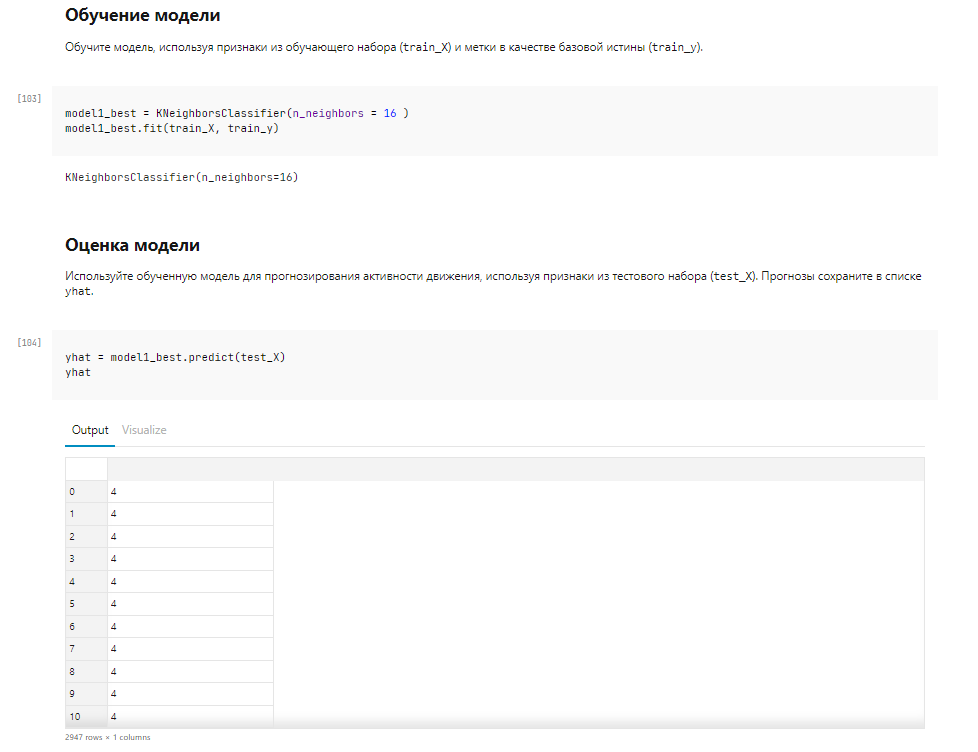 Обучение модели
Обучите модель, используя признаки из обучающего набора (train_X) и метки в качестве базовой истины (train_y).
[103]
model1_best = KNeighborsClassifier(n_neighbors = 16 )
model1_best.fit(train_X, train_y)
KNeighborsClassifier(n_neighbors=16)
Оценка модели
Используйте обученную модель для прогнозирования активности движения, используя признаки из тестового набора (test_X). Прогнозы сохраните в списке
yhat.
[104]
yhat = model1_best.predict(test_X)
yhat
Output Visualize
0 4
1 4
2 4
3 4
4 4
5 4
6 4
7 4
8 4
9 4
10 4
2947 rows × 1 columns